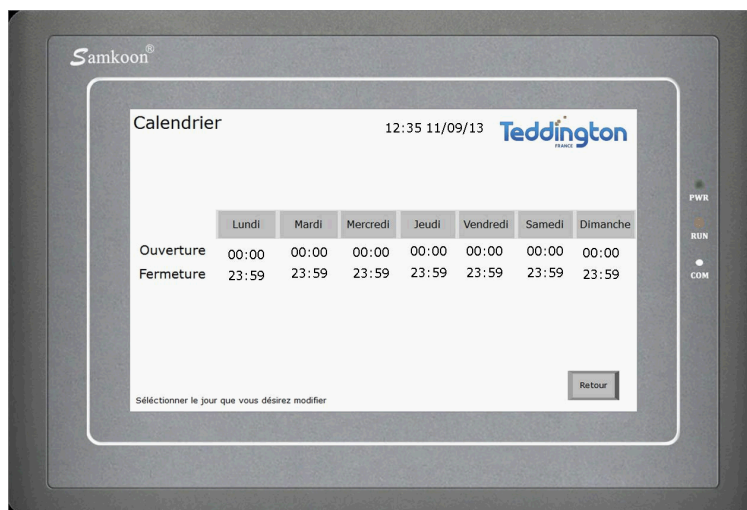 Samkoon®
Calendrier
12:35 11/09/13
Teddington
FRANCE
PWR
RUN
COM
Lundi Mardi Mercredi Jeudi Vendredi Samedi Dimanche
Ouverture 00:00 00:00 00:00 00:00 00:00 00:00 00:00
Fermeture 23:59 23:59 23:59 23:59 23:59 23:59 23:59
Retour
Séléctionner le jour que vous désirez modifier